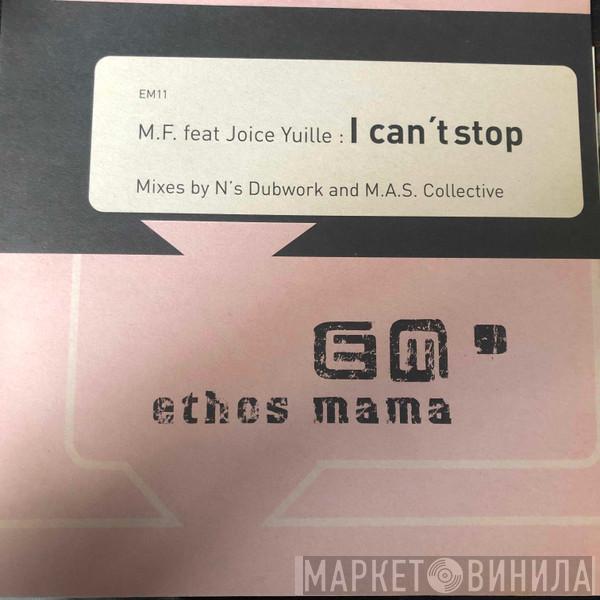 EM11
M.F. feat Joice Yuille : I can´t stop
Mixes by N's Dubwork and M.A.S. Collective
EM
ethos mama
МАРКЕТ ВИНИЛА